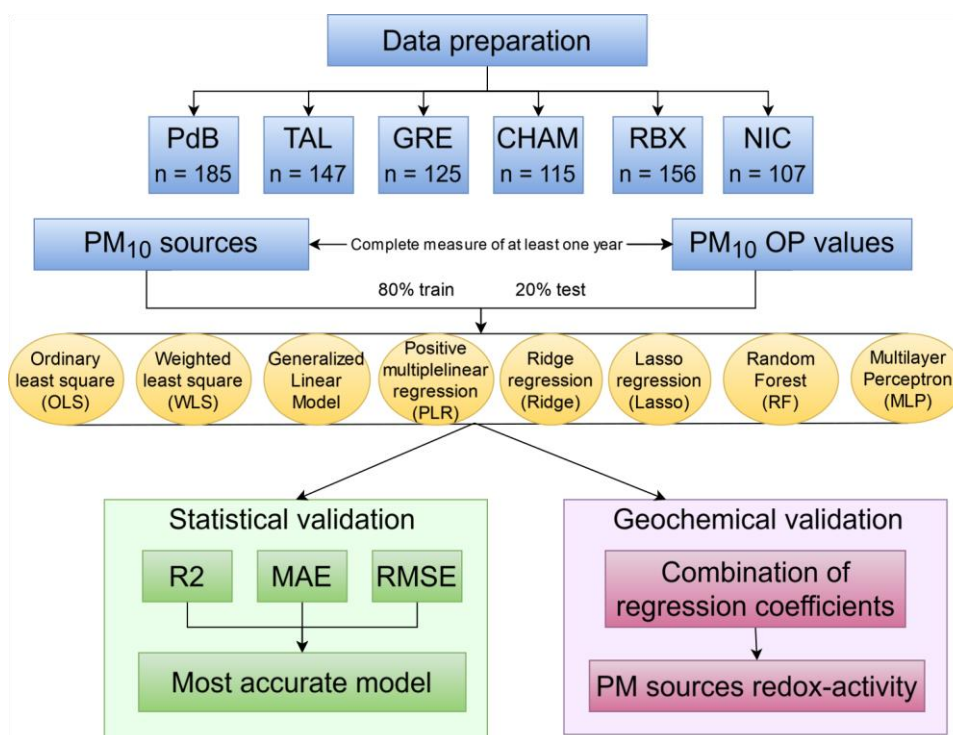 Data preparation
PdB
n = 185
TAL
n = 147
GRE
n = 125
CHAM
n = 115
RBX
n = 156
NIC
n = 107
PM10 sources
Complete measure of at least one year
PM10 OP values
80% train
20% test
Ordinary
least square
(OLS)
Weighted
least square
(WLS)
Generalized
Linear
Model
Positive
multiplelinear
regression
(PLR)
Ridge
regression
(Ridge)
Lasso
regression
(Lasso)
Random
Forest
(RF)
Multilayer
Perceptron
(MLP)
Statistical validation
R2
MAE
RMSE
Most accurate model
Geochemical validation
Combination of
regression coefficients
PM sources redox-activity